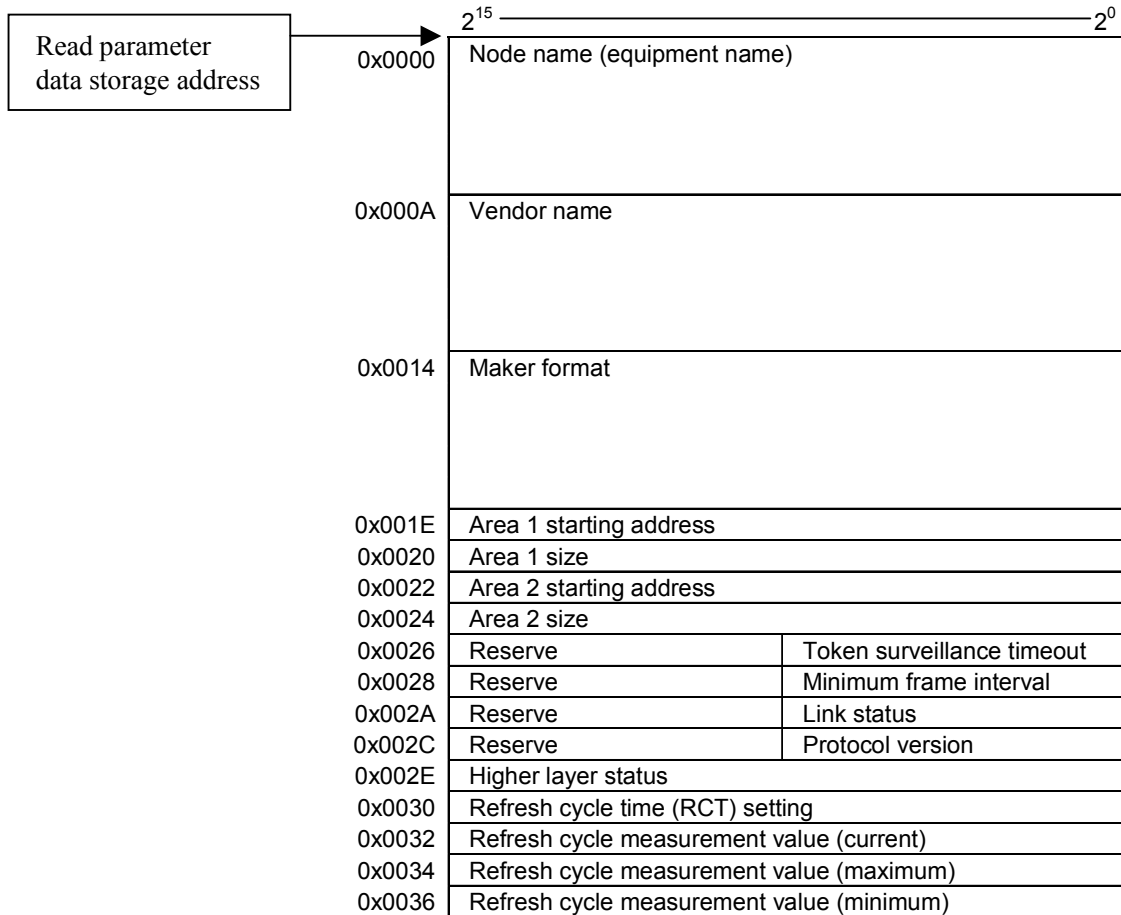 2^15 2^0
Read parameter
data storage address
0x0000 Node name (equipment name)
0x000A Vendor name
0x0014 Maker format
0x001E Area 1 starting address
0x0020 Area 1 size
0x0022 Area 2 starting address
0x0024 Area 2 size
0x0026 Reserve Token surveillance timeout
0x0028 Reserve Minimum frame interval
0x002A Reserve Link status
0x002C Reserve Protocol version
0x002E Higher layer status
0x0030 Refresh cycle time (RCT) setting
0x0032 Refresh cycle measurement value (current)
0x0034 Refresh cycle measurement value (maximum)
0x0036 Refresh cycle measurement value (minimum)